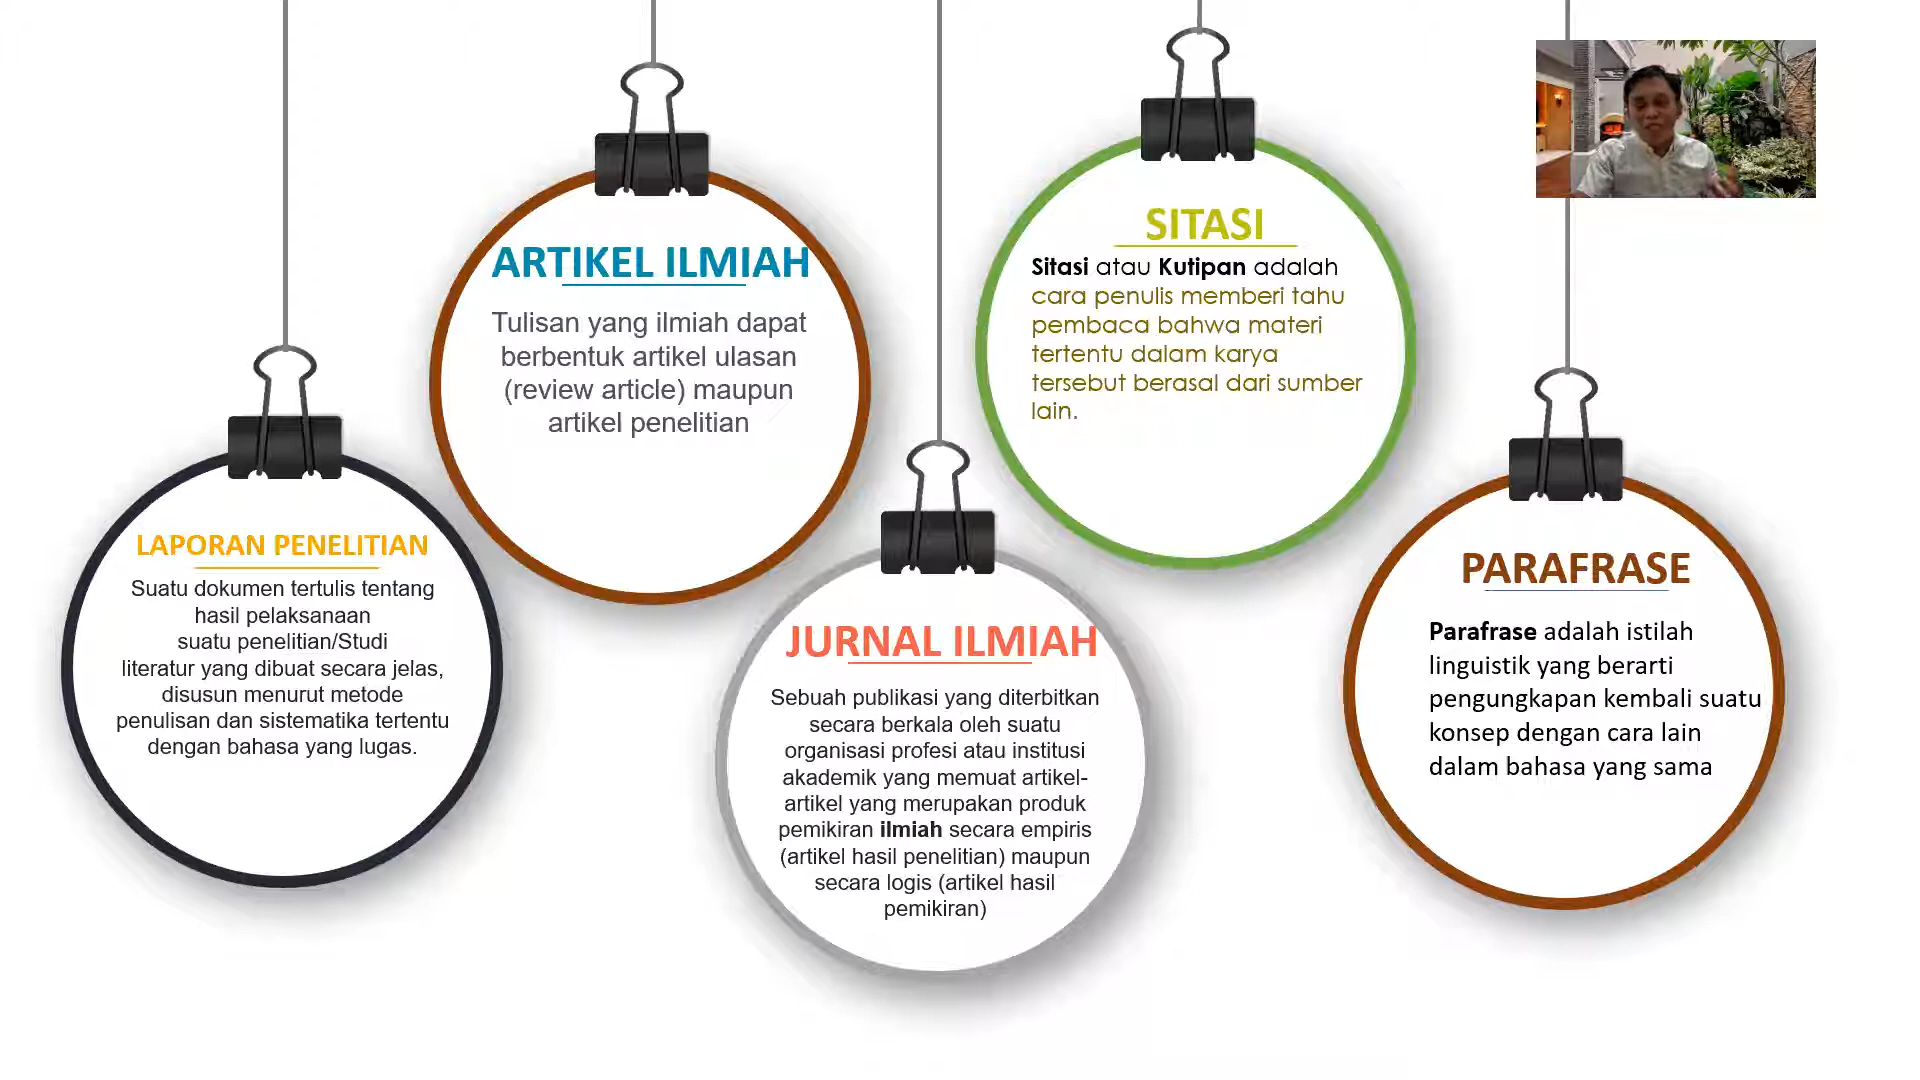 LAPORAN PENELITIAN
Suatu dokumen tertulis tentang
hasil pelaksanaan
suatu penelitian/Studi
literatur yang dibuat secara jelas,
disusun menurut metode
penulisan dan sistematika tertentu
dengan bahasa yang lugas.
ARTIKEL ILMIAH
Tulisan yang ilmiah dapat
berbentuk artikel ulasan
(review article) maupun
artikel penelitian
JURNAL ILMIAH
Sebuah publikasi yang diterbitkan
secara berkala oleh suatu
organisasi profesi atau institusi
akademik yang memuat artikel-
artikel yang merupakan produk
pemikiran ilmiah secara empiris
(artikel hasil penelitian) maupun
secara logis (artikel hasil
pemikiran)
SITASI
Sitasi atau Kutipan adalah
cara penulis memberi tahu
pembaca bahwa materi
tertentu dalam karya
tersebut berasal dari sumber
lain.
PARAFRASE
Parafrase adalah istilah
linguistik yang berarti
pengungkapan kembali suatu
konsep dengan cara lain
dalam bahasa yang sama